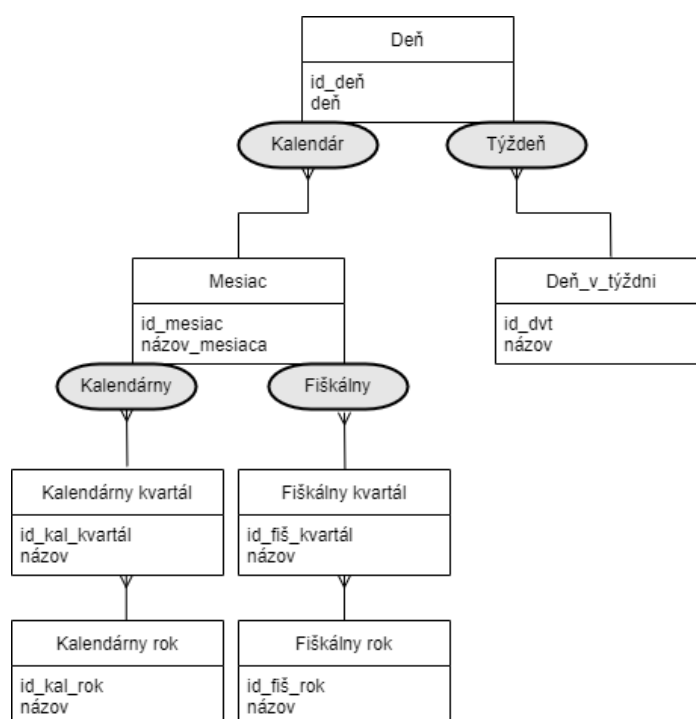 Deň
id_deň
deň
Kalendár
Týždeň
Mesiac
id_mesiac
názov_mesiaca
Deň_v_týždni
id_dvt
názov
Kalendárny
Fiškálny
Kalendárny kvartál
id_kal_kvartál
názov
Fiškálny kvartál
id_fiš_kvartál
názov
Kalendárny rok
id_kal_rok
názov
Fiškálny rok
id_fiš_rok
názov